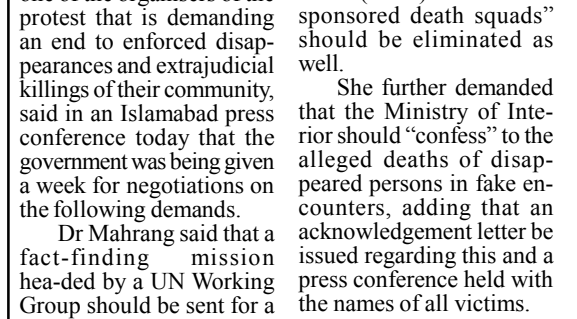 one of the organisers of the
protest that is demanding
an end to enforced disap-
pearances and extrajudicial
killings of their community,
said in an Islamabad press
conference today that the
government was being given
a week for negotiations on
the following demands.
Dr Mahrang said that a
fact-finding mission
hea-ded by a UN Working
Group should be sent for a
sponsored death squads”
should be eliminated as
well.
She further demanded
that the Ministry of Inte-
rior should “confess” to the
alleged deaths of disap-
peared persons in fake en-
counters, adding that an
acknowledgement letter be
issued regarding this and a
press conference held with
the names of all victims.